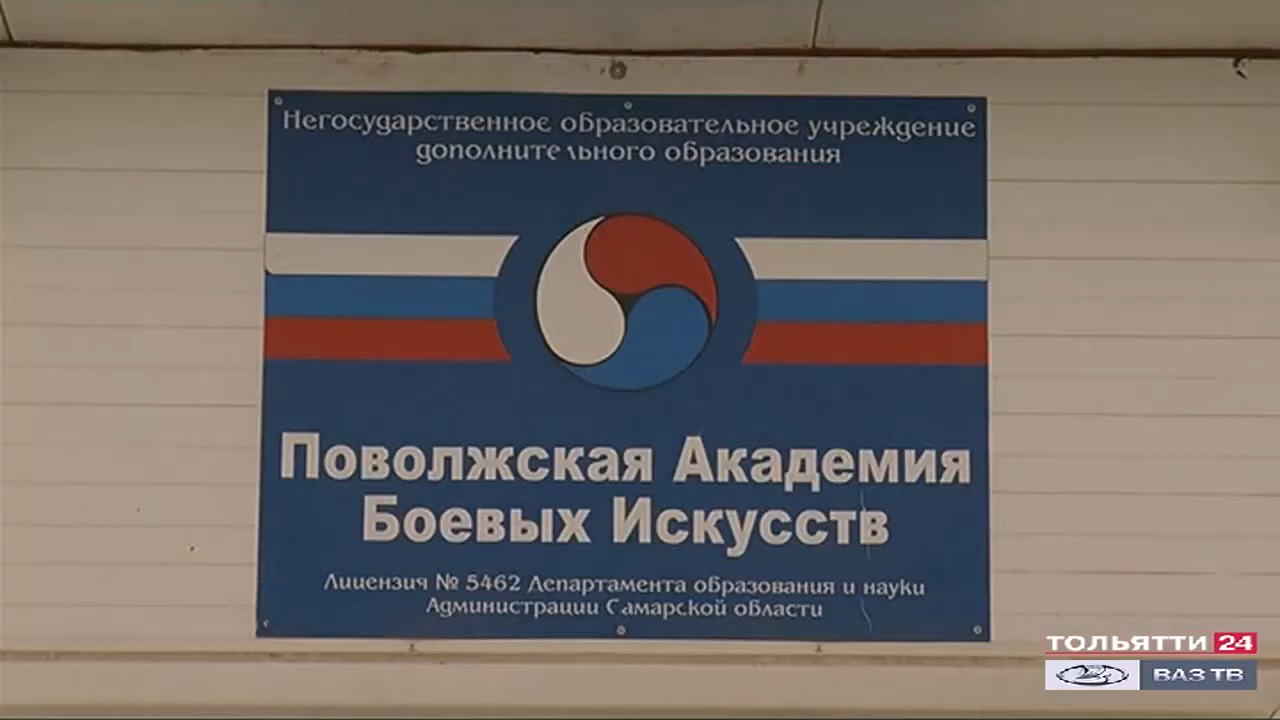 Негосударственное образовательное учреждение
дополнительного образования
Поволжская Академия
Боевых Искусств
Лицензия № 5462 Департамента образования и науки
Администрации Самарской области
ТОЛЬЯТТИ 24
ВАЗ ТВ